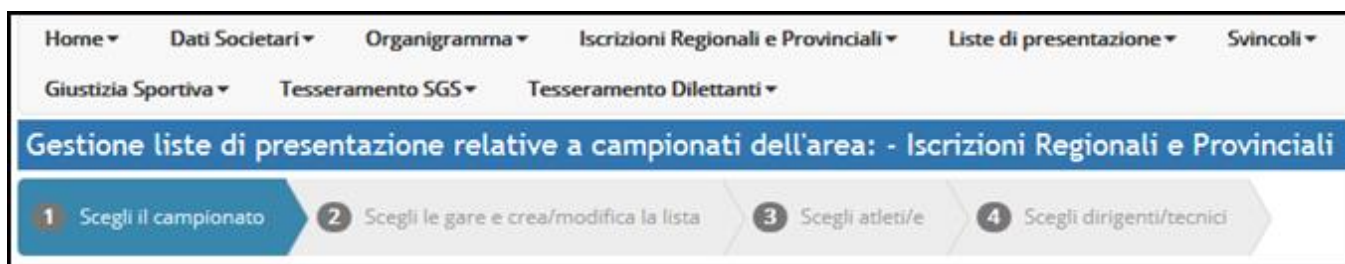 Home Dati Societari Organigramma Iscrizioni Regionali e Provinciali Liste di presentazione Svincoli
Giustizia Sportiva Tesseramento SGS Tesseramento Dilettanti
Gestione liste di presentazione relative a campionati dell'area: - Iscrizioni Regionali e Provinciali
1 Scegli il campionato 2 Scegli le gare e crea/modifica la lista 3 Scegli atleti/e 4 Scegli dirigenti/tecnici